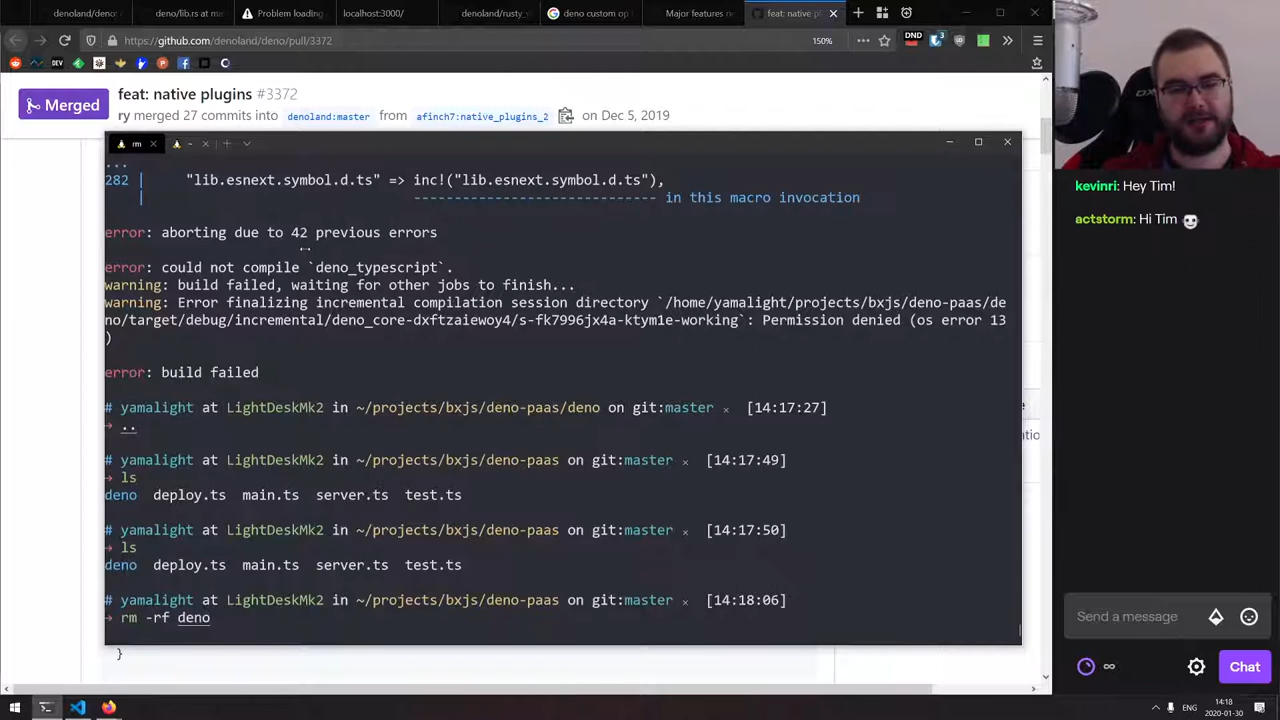 denoland/deno
deno/lib.rs at ma
Problem loading
localhost:3000/
denoland/rusty_
deno custom op
Major features ne
feat: native pl
https://github.com/denoland/deno/pull/3372
150%
DND
3
DEV
Merged
feat: native plugins #3372
ry merged 27 commits into denoland:master from afinch7:native_plugins_2 on Dec 5, 2019
rm
~
...
282 | "lib.esnext.symbol.d.ts" => inc!("lib.esnext.symbol.d.ts"),
| ------------------------------ in this macro invocation
error: aborting due to 42 previous errors
error: could not compile `deno_typescript`.
warning: build failed, waiting for other jobs to finish...
warning: Error finalizing incremental compilation session directory `/home/yamalight/projects/bxjs/deno-paas/de
no/target/debug/incremental/deno_core-dxftzaiewoy4/s-fk7996jx4a-ktym1e-working`: Permission denied (os error 13
)
error: build failed
# yamalight at LightDeskMk2 in ~/projects/bxjs/deno-paas/deno on git:master × [14:17:27]
→ ..
# yamalight at LightDeskMk2 in ~/projects/bxjs/deno-paas on git:master × [14:17:49]
→ ls
deno deploy.ts main.ts server.ts test.ts
# yamalight at LightDeskMk2 in ~/projects/bxjs/deno-paas on git:master × [14:17:50]
→ ls
deno deploy.ts main.ts server.ts test.ts
# yamalight at LightDeskMk2 in ~/projects/bxjs/deno-paas on git:master × [14:18:06]
→ rm -rf deno
}
kevinri: Hey Tim!
actstorm: Hi Tim
Send a message
∞
Chat
ENG
14:18
2020-01-30